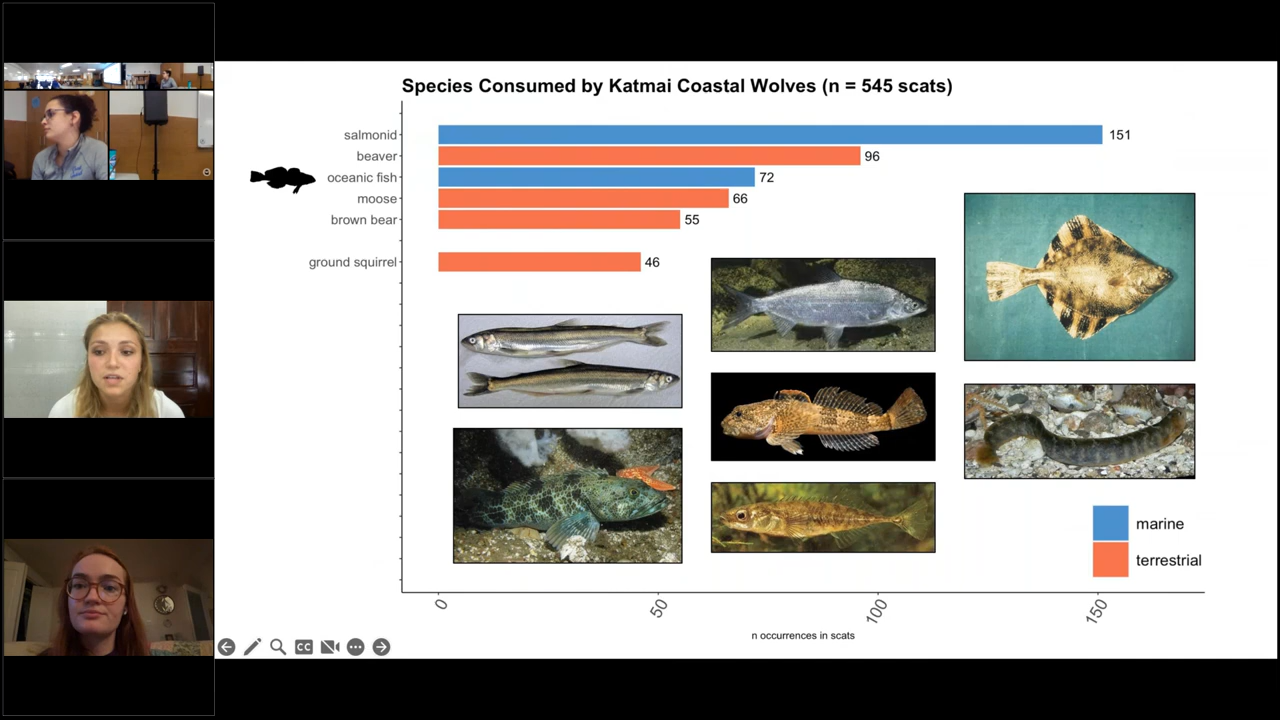 Species Consumed by Katmai Coastal Wolves (n = 545 scats)
salmonid 151
beaver 96
oceanic fish 72
moose 66
brown bear 55
ground squirrel 46
marine
terrestrial
0 50 100 150
n occurrences in scats
CC